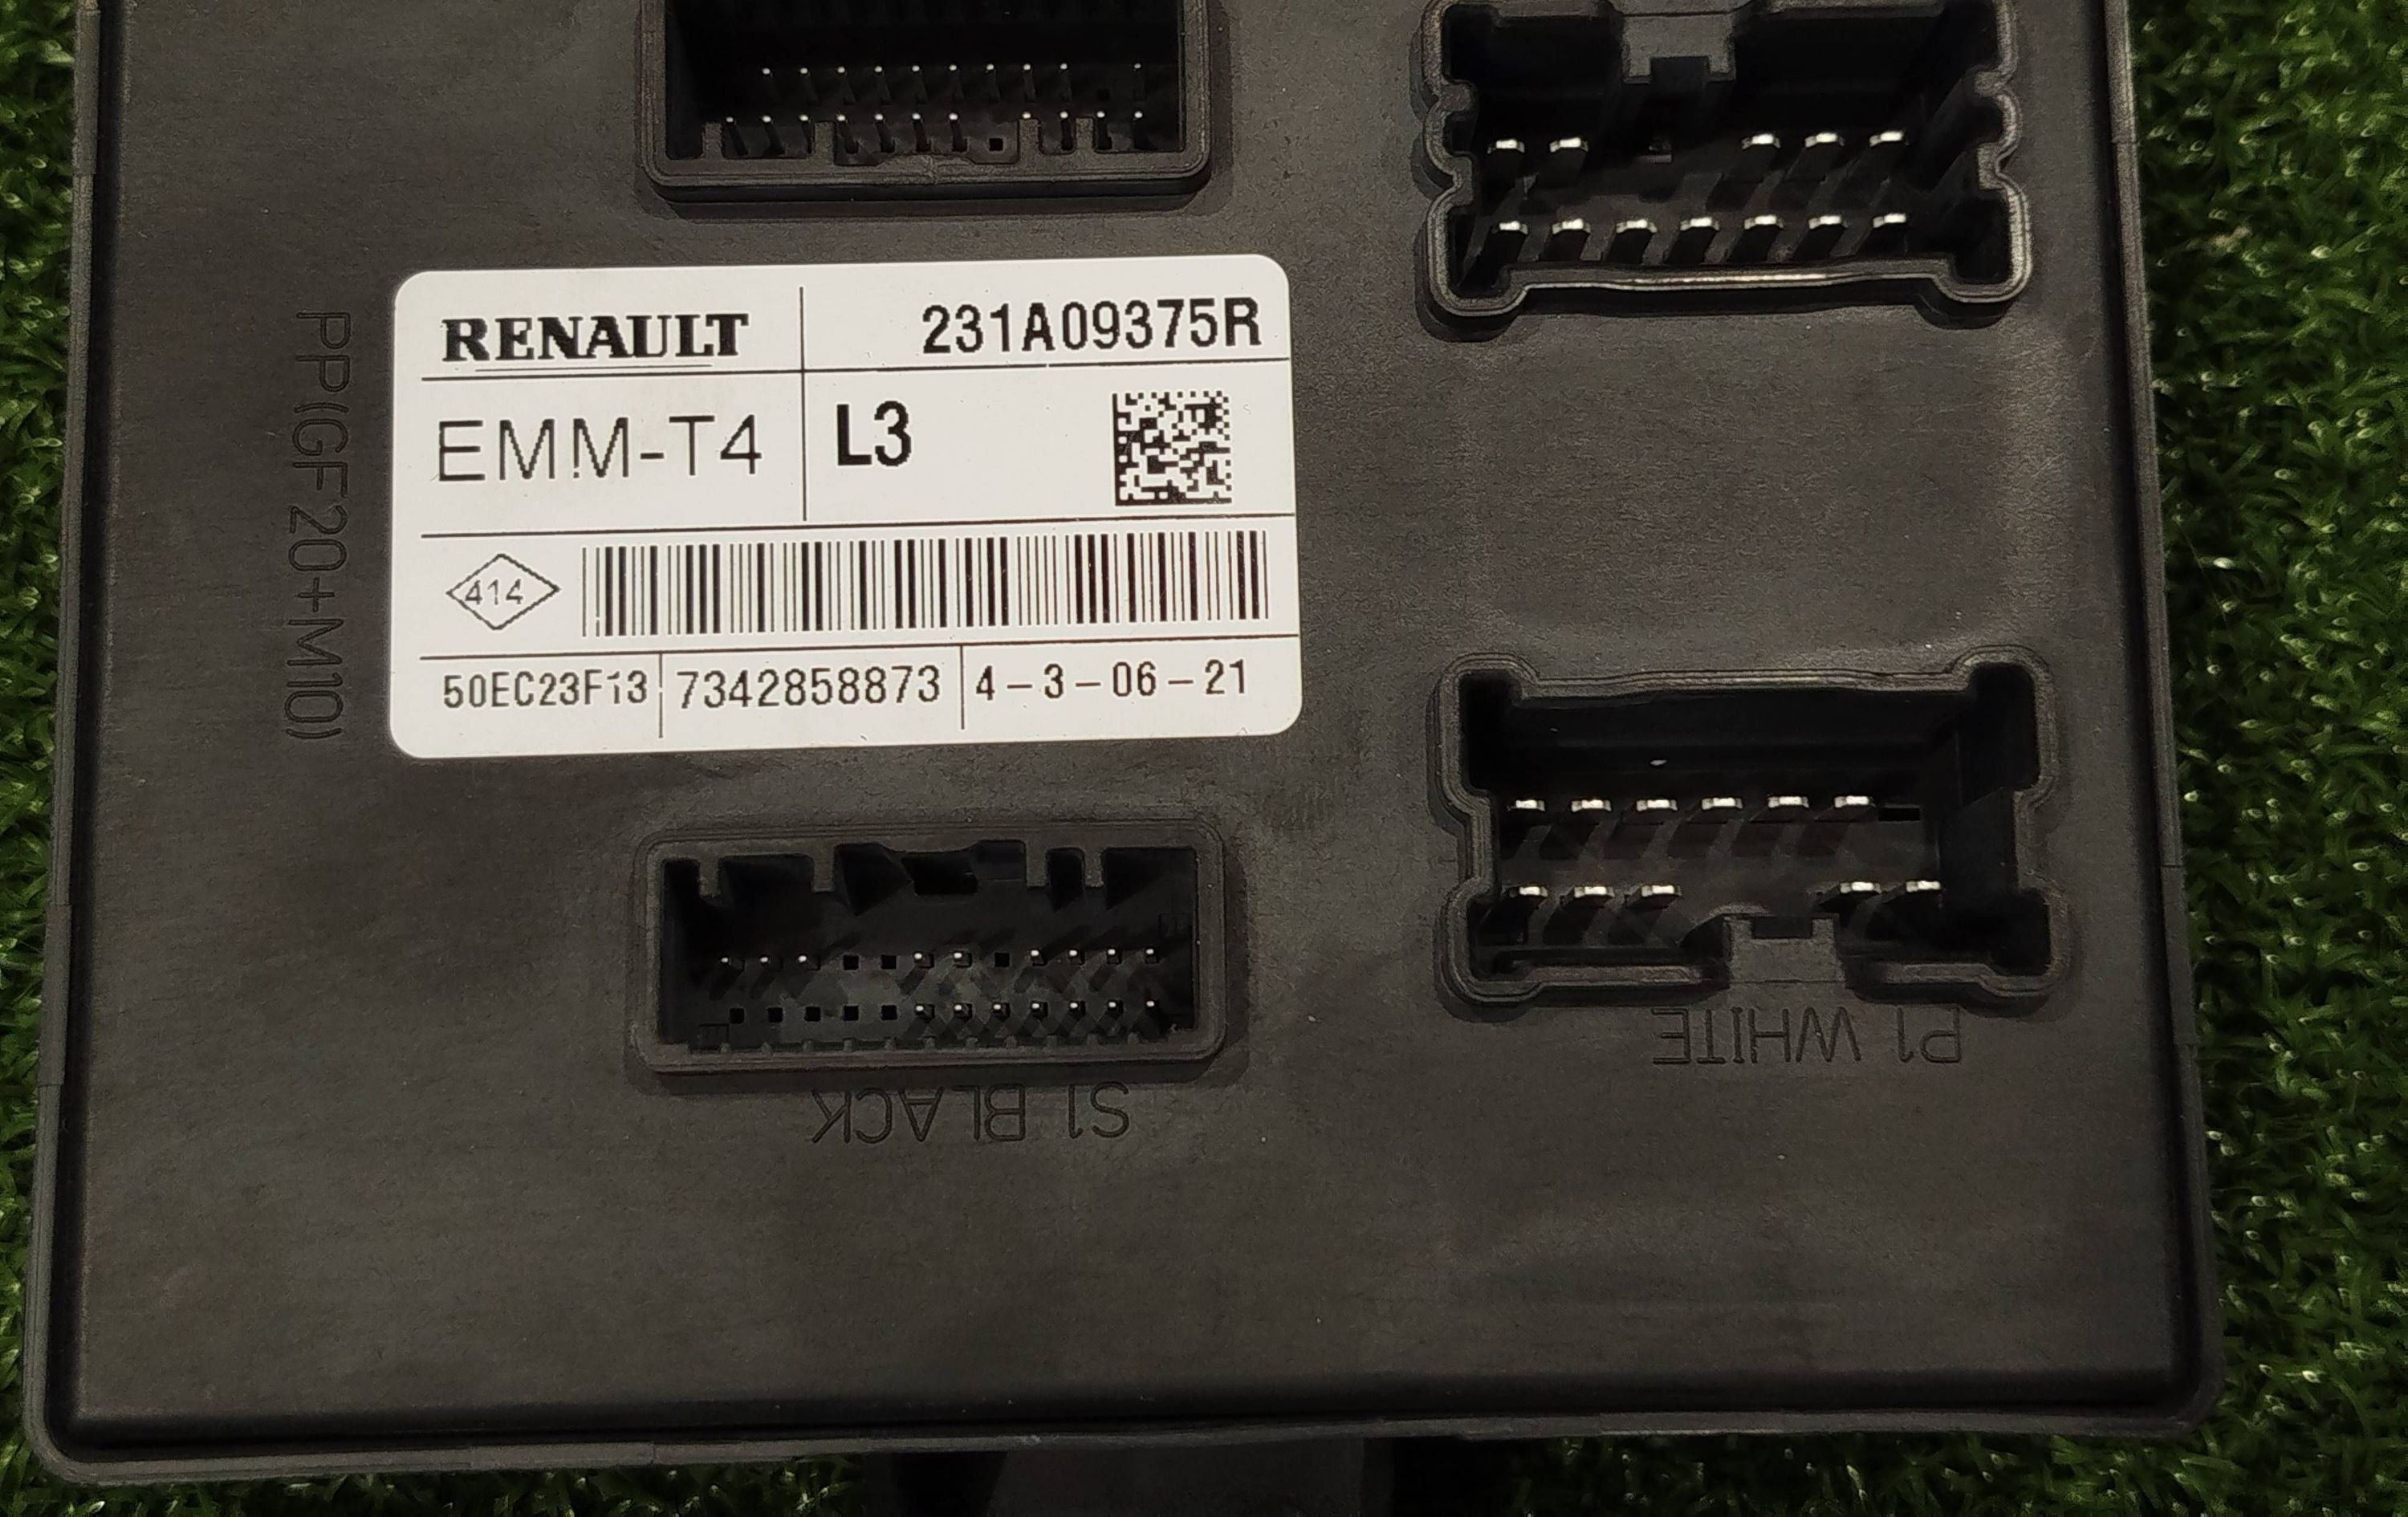 RENAULT 231A09375R
EMM-T4 L3
414
50EC23F13 7342858873 4-3-06-21
PP(GF20+M10)
P1 WHITE
S1 BLACK